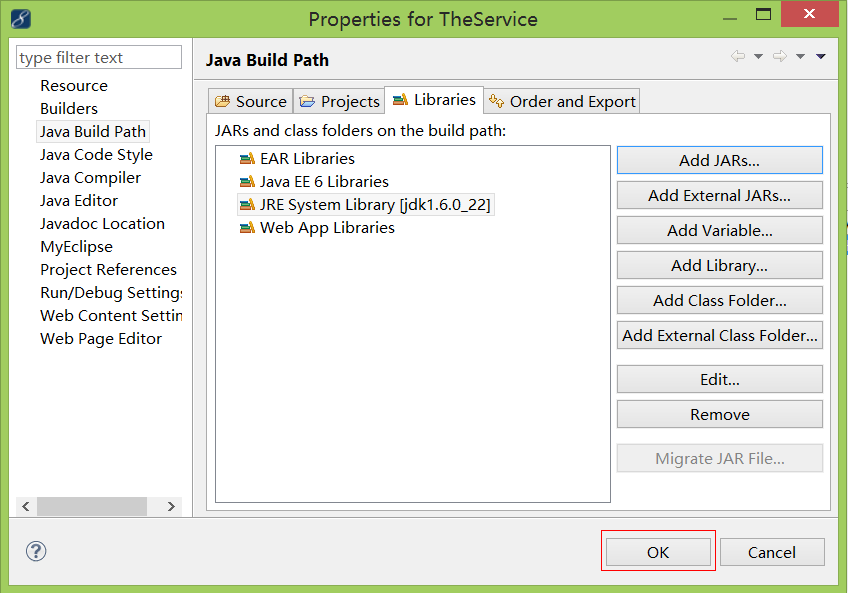 Properties for TheService
type filter text
Resource
Builders
Java Build Path
Java Code Style
Java Compiler
Java Editor
Javadoc Location
MyEclipse
Project References
Run/Debug Settings
Web Content Settin
Web Page Editor
Java Build Path
Source
Projects
Libraries
Order and Export
JARs and class folders on the build path:
EAR Libraries
Java EE 6 Libraries
JRE System Library [jdk1.6.0_22]
Web App Libraries
Add JARs...
Add External JARs...
Add Variable...
Add Library...
Add Class Folder...
Add External Class Folder...
Edit...
Remove
Migrate JAR File...
OK
Cancel